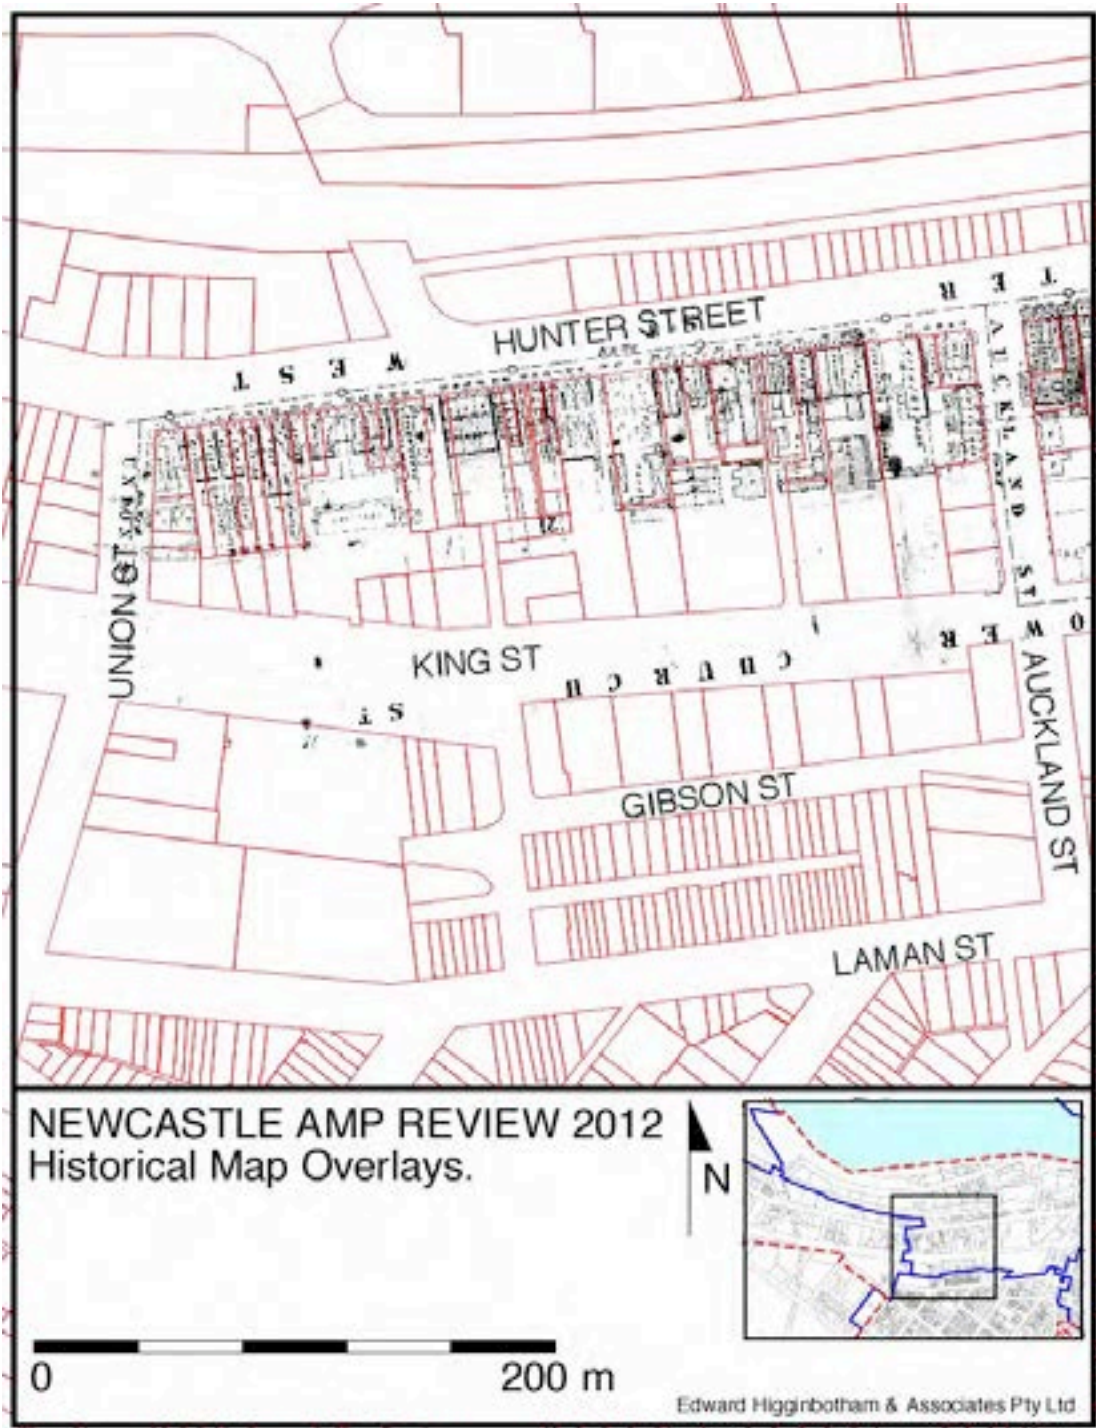 HUNTER STREET
T E R
W E S T
AUCKLAND ST
UNION ST
KING ST
O W E R
C H U R C H
S T
AUCKLAND ST
GIBSON ST
LAMAN ST
NEWCASTLE AMP REVIEW 2012
Historical Map Overlays.
N
0
200 m
Edward Higginbotham & Associates Pty Ltd